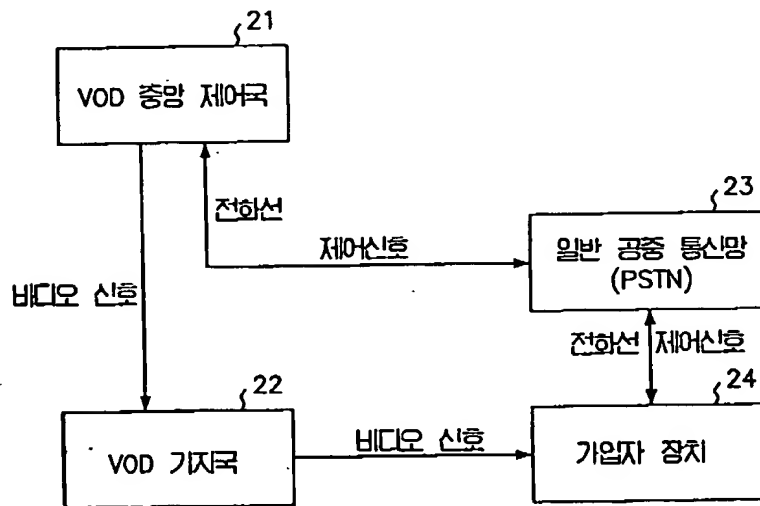 21
VOD 중망 제어국
전화선
23
제어신호
일반 공중 통신망
(PSTN)
비디오 신호
전화선 제어신호
22
24
VOD 기지국
비디오 신호
가입자 장치